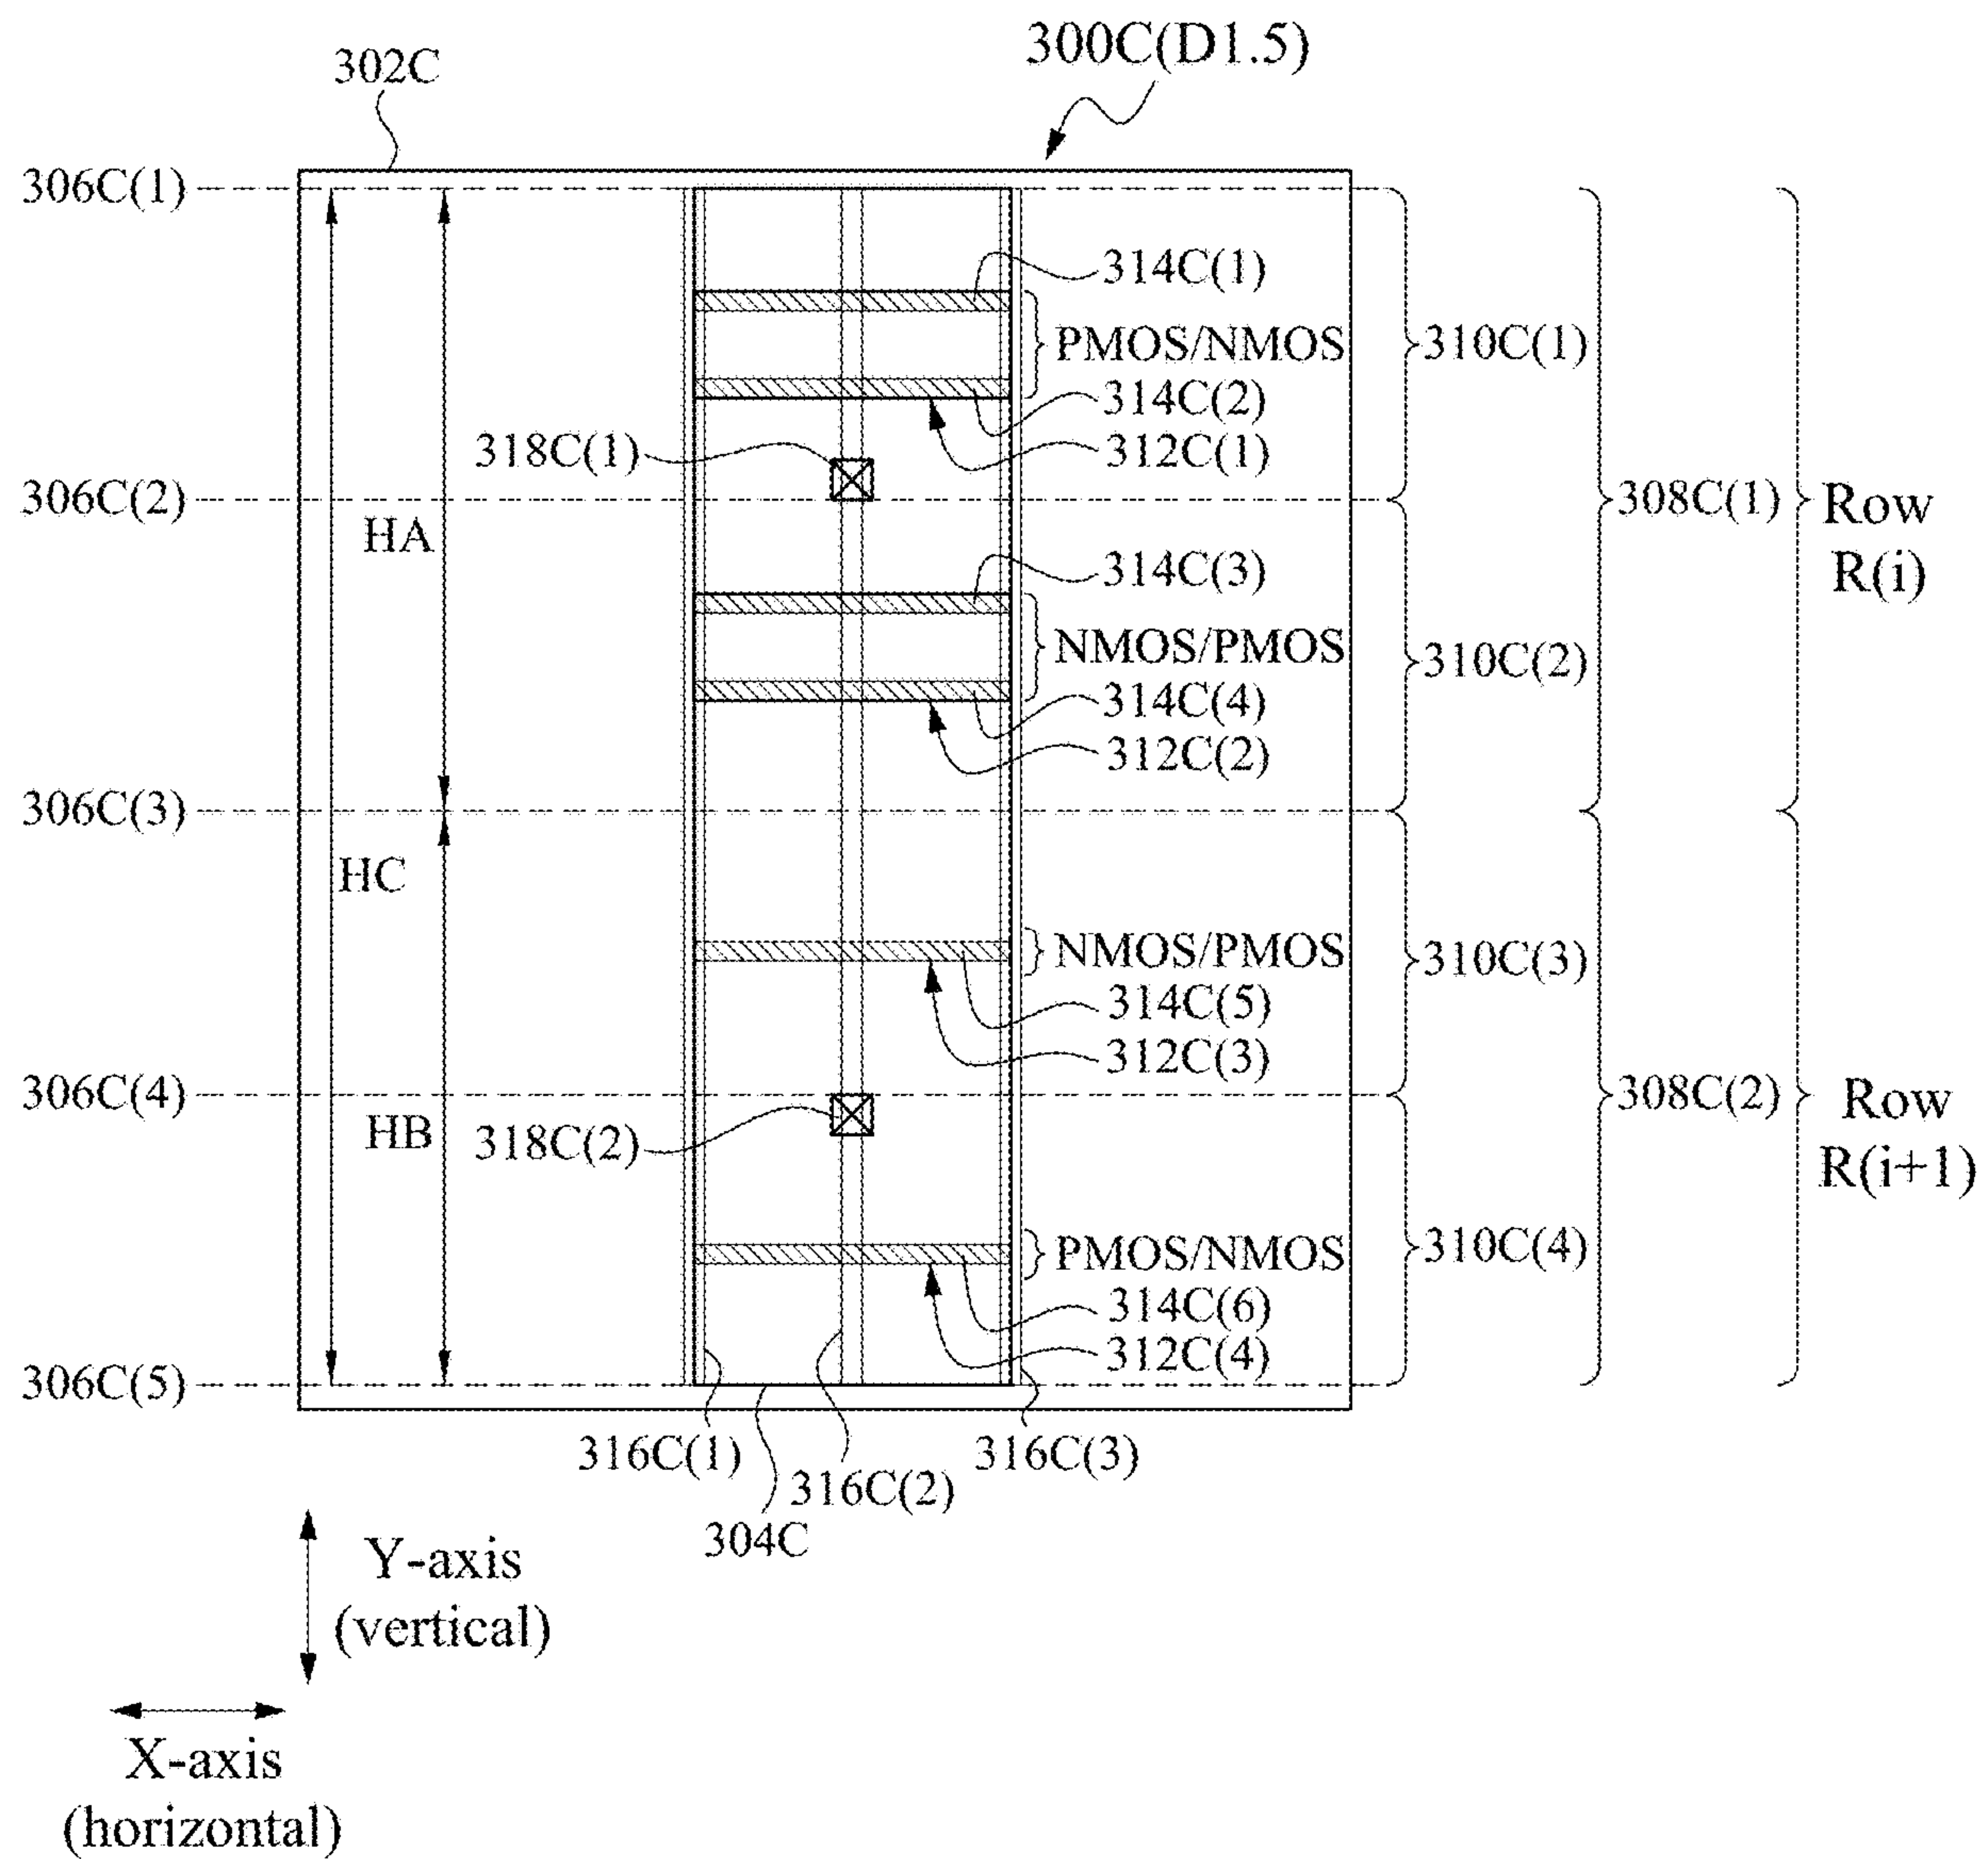 300C(D1.5)
302C
306C(1)
314C(1)
PMOS/NMOS
310C(1)
314C(2)
318C(1)
312C(1)
306C(2)
308C(1)
Row
R(i)
HA
314C(3)
NMOS/PMOS
310C(2)
314C(4)
312C(2)
306C(3)
HC
NMOS/PMOS
310C(3)
314C(5)
312C(3)
306C(4)
308C(2)
Row
R(i+1)
HB
318C(2)
PMOS/NMOS
310C(4)
314C(6)
312C(4)
306C(5)
316C(1)
316C(2)
316C(3)
304C
Y-axis
(vertical)
X-axis
(horizontal)